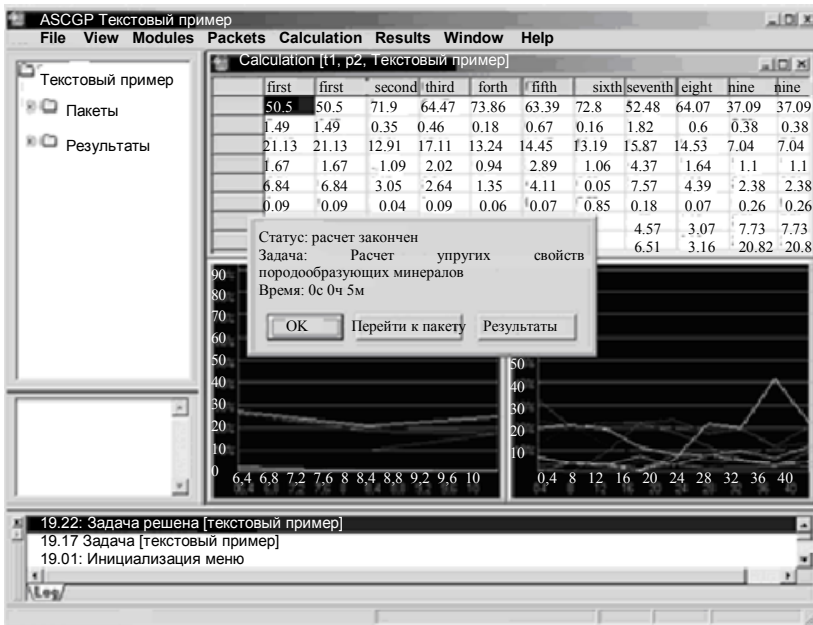 ASCGP Текстовый пример
File View Modules Packets Calculation Results Window Help
Текстовый пример
Пакеты
Результаты
Calculation [t1, p2, Текстовый пример]
first first second third forth fifth sixth seventh eight nine nine
50.5 50.5 71.9 64.47 73.86 63.39 72.8 52.48 64.07 37.09 37.09
1.49 1.49 0.35 0.46 0.18 0.67 0.16 1.82 0.6 0.38 0.38
21.13 21.13 12.91 17.11 13.24 14.45 13.19 15.87 14.53 7.04 7.04
1.67 1.67 1.09 2.02 0.94 2.89 1.06 4.37 1.64 1.1 1.1
6.84 6.84 3.05 2.64 1.35 4.11 0.05 7.57 4.39 2.38 2.38
0.09 0.09 0.04 0.09 0.06 0.07 0.85 0.18 0.07 0.26 0.26
4.57 3.07 7.73 7.73
6.51 3.16 20.82 20.8
Статус: расчет закончен
Задача: Расчет упругих свойств
породообразующих минералов
Время: 0с 0ч 5м
OK Перейти к пакету Результаты
90
80
70
60
50
40
30
20
10
0
6,4 6,8 7,2 7,6 8 8,4 8,8 9,2 9,6 10
50
40
30
20
10
0,4 8 12 16 20 24 28 32 36 40
19.22: Задача решена [текстовый пример]
19.17 Задача [текстовый пример]
19.01: Инициализация меню
Log